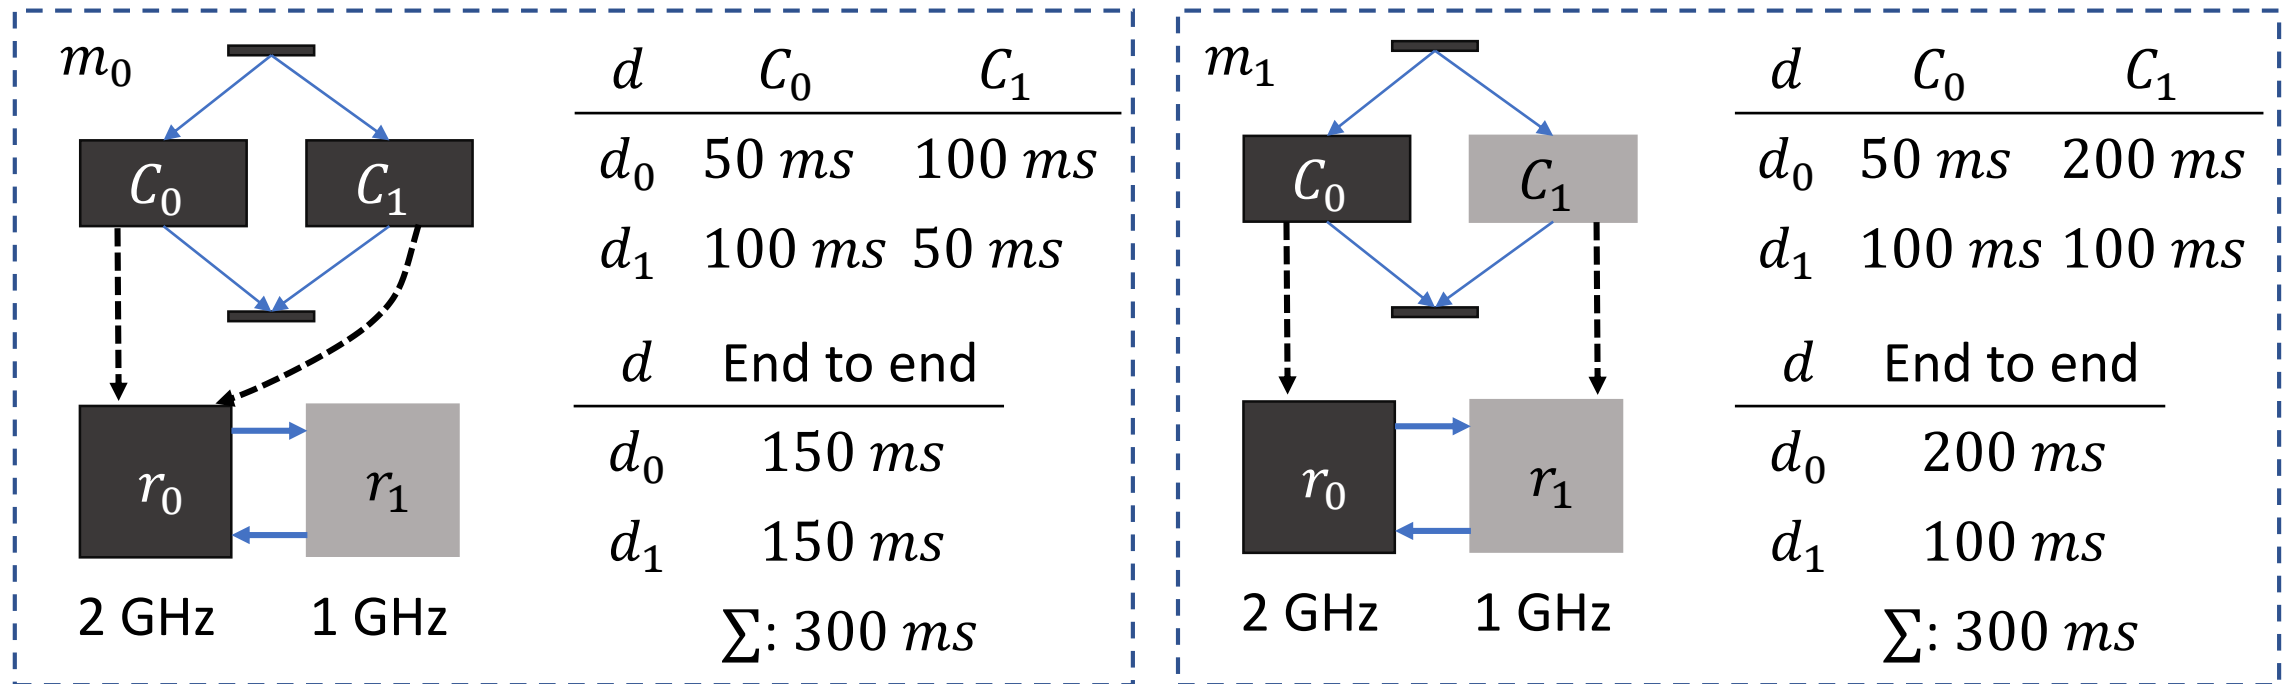 m₀
d C₀ C₁
d₀ 50 ms 100 ms
d₁ 100 ms 50 ms
C₀ C₁
d End to end
d₀ 150 ms
d₁ 150 ms
∑: 300 ms
r₀ r₁
2 GHz 1 GHz
m₁
d C₀ C₁
d₀ 50 ms 200 ms
d₁ 100 ms 100 ms
C₀ C₁
d End to end
d₀ 200 ms
d₁ 100 ms
∑: 300 ms
r₀ r₁
2 GHz 1 GHz